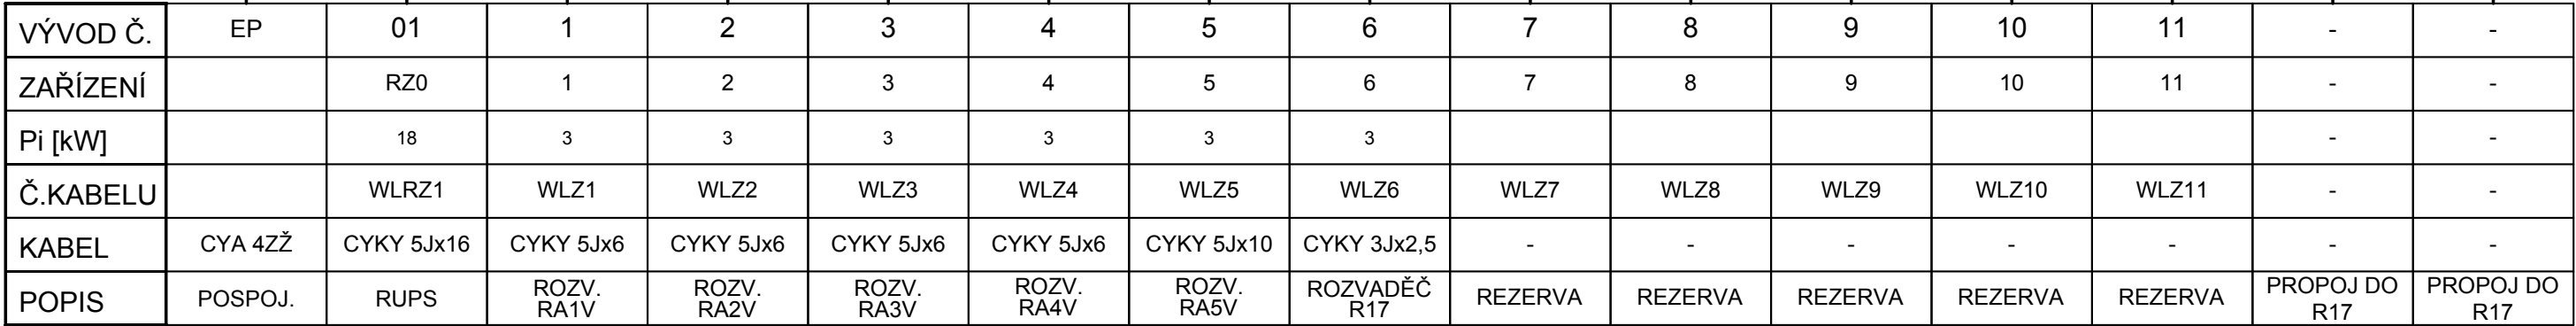 VÝVOD Č. EP 01 1 2 3 4 5 6 7 8 9 10 11 - -
ZAŘÍZENÍ RZ0 1 2 3 4 5 6 7 8 9 10 11 - -
Pi [kW] 18 3 3 3 3 3 3 - -
Č.KABELU WLRZ1 WLZ1 WLZ2 WLZ3 WLZ4 WLZ5 WLZ6 WLZ7 WLZ8 WLZ9 WLZ10 WLZ11 - -
KABEL CYA 4ZŽ CYKY 5Jx16 CYKY 5Jx6 CYKY 5Jx6 CYKY 5Jx6 CYKY 5Jx6 CYKY 5Jx10 CYKY 3Jx2,5 - - - - - - -
POPIS POSPOJ. RUPS ROZV. RA1V ROZV. RA2V ROZV. RA3V ROZV. RA4V ROZV. RA5V ROZVADĚČ R17 REZERVA REZERVA REZERVA REZERVA REZERVA PROPOJ DO R17 PROPOJ DO R17